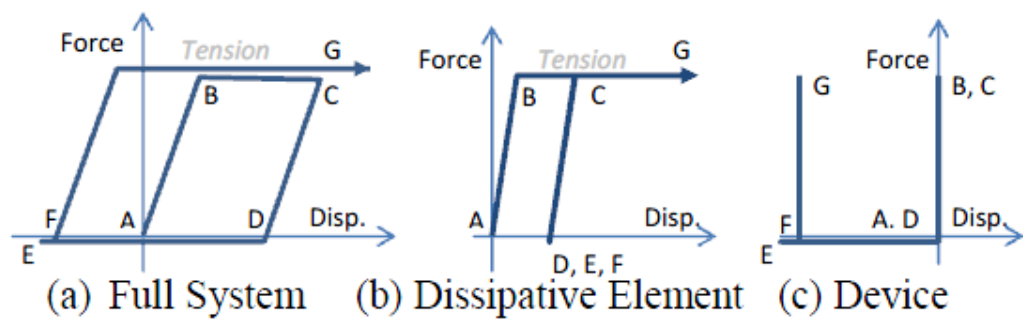 Force
Tension
G
B
C
F
A
D
Disp.
E
(a) Full System
Force
Tension
G
B
C
A
Disp.
D, E, F
(b) Dissipative Element
Force
G
B, C
F
A. D
Disp.
E
(c) Device